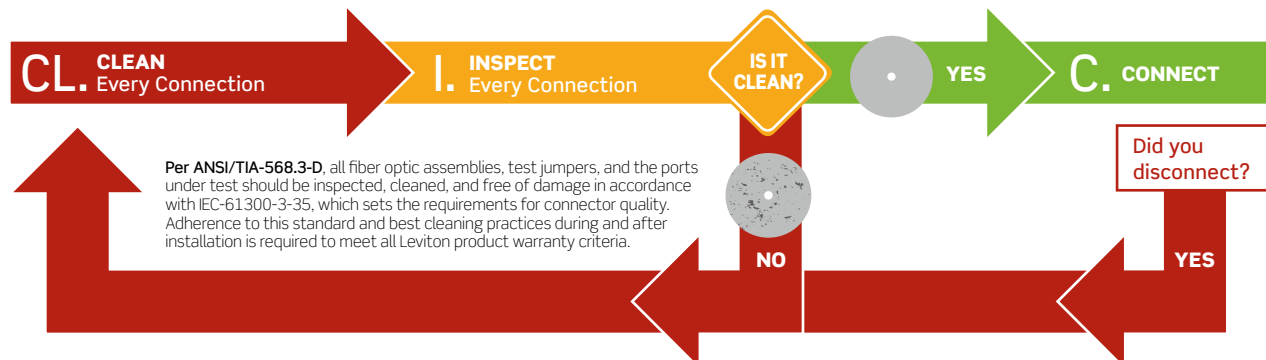 CL. CLEAN
Every Connection
I. INSPECT
Every Connection
IS IT
CLEAN?
YES
C. CONNECT
Did you
disconnect?
Per ANSI/TIA-568.3-D, all fiber optic assemblies, test jumpers, and the ports
under test should be inspected, cleaned, and free of damage in accordance
with IEC-61300-3-35, which sets the requirements for connector quality.
Adherence to this standard and best cleaning practices during and after
installation is required to meet all Leviton product warranty criteria.
NO
YES